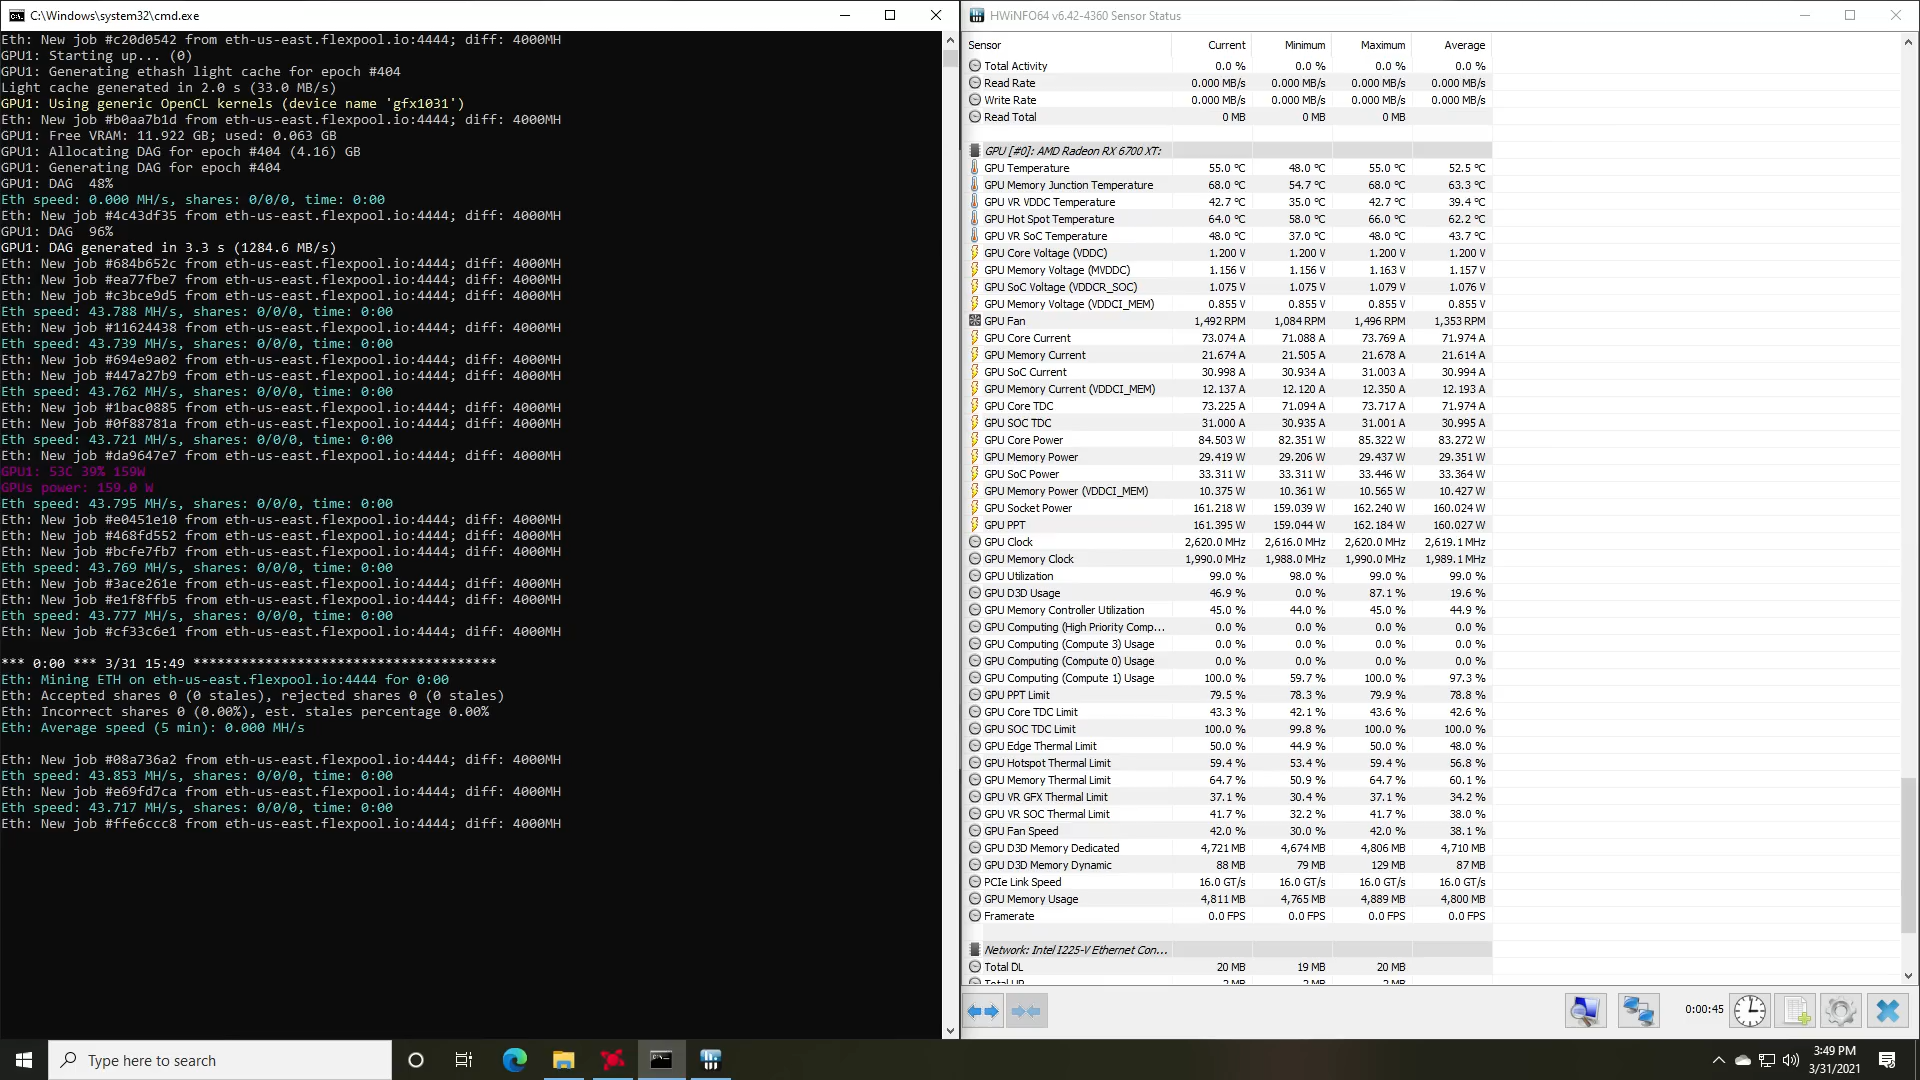 C:\Windows\system32\cmd.exe
Eth: New job #c20d0542 from eth-us-east.flexpool.io:4444; diff: 4000MH
GPU1: Starting up... (0)
GPU1: Generating ethash light cache for epoch #404
Light cache generated in 2.0 s (33.0 MB/s)
GPU1: Using generic OpenCL kernels (device name 'gfx1031')
Eth: New job #b0aa7b1d from eth-us-east.flexpool.io:4444; diff: 4000MH
GPU1: Free VRAM: 11.922 GB; used: 0.063 GB
GPU1: Allocating DAG for epoch #404 (4.16) GB
GPU1: Generating DAG for epoch #404
GPU1: DAG  48%
Eth speed: 0.000 MH/s, shares: 0/0/0, time: 0:00
Eth: New job #4c43df35 from eth-us-east.flexpool.io:4444; diff: 4000MH
GPU1: DAG  96%
GPU1: DAG generated in 3.3 s (1284.6 MB/s)
Eth: New job #684b652c from eth-us-east.flexpool.io:4444; diff: 4000MH
Eth: New job #ea77fbe7 from eth-us-east.flexpool.io:4444; diff: 4000MH
Eth: New job #c3bce9d5 from eth-us-east.flexpool.io:4444; diff: 4000MH
Eth speed: 43.788 MH/s, shares: 0/0/0, time: 0:00
Eth: New job #11624438 from eth-us-east.flexpool.io:4444; diff: 4000MH
Eth speed: 43.739 MH/s, shares: 0/0/0, time: 0:00
Eth: New job #694e9a02 from eth-us-east.flexpool.io:4444; diff: 4000MH
Eth: New job #447a27b9 from eth-us-east.flexpool.io:4444; diff: 4000MH
Eth speed: 43.762 MH/s, shares: 0/0/0, time: 0:00
Eth: New job #1bac0885 from eth-us-east.flexpool.io:4444; diff: 4000MH
Eth: New job #0f88781a from eth-us-east.flexpool.io:4444; diff: 4000MH
Eth speed: 43.721 MH/s, shares: 0/0/0, time: 0:00
Eth: New job #da9647e7 from eth-us-east.flexpool.io:4444; diff: 4000MH
GPU1: 53C 39% 159W
GPUs power: 159.0 W
Eth speed: 43.795 MH/s, shares: 0/0/0, time: 0:00
Eth: New job #e0451e10 from eth-us-east.flexpool.io:4444; diff: 4000MH
Eth: New job #468fd552 from eth-us-east.flexpool.io:4444; diff: 4000MH
Eth: New job #bcfe7fb7 from eth-us-east.flexpool.io:4444; diff: 4000MH
Eth speed: 43.769 MH/s, shares: 0/0/0, time: 0:00
Eth: New job #3ace261e from eth-us-east.flexpool.io:4444; diff: 4000MH
Eth: New job #e1f8ffb5 from eth-us-east.flexpool.io:4444; diff: 4000MH
Eth speed: 43.777 MH/s, shares: 0/0/0, time: 0:00
Eth: New job #cf33c6e1 from eth-us-east.flexpool.io:4444; diff: 4000MH
*** 0:00 *** 3/31 15:49 **************************************
Eth: Mining ETH on eth-us-east.flexpool.io:4444 for 0:00
Eth: Accepted shares 0 (0 stales), rejected shares 0 (0 stales)
Eth: Incorrect shares 0 (0.00%), est. stales percentage 0.00%
Eth: Average speed (5 min): 0.000 MH/s
Eth: New job #08a736a2 from eth-us-east.flexpool.io:4444; diff: 4000MH
Eth speed: 43.853 MH/s, shares: 0/0/0, time: 0:00
Eth: New job #e69fd7ca from eth-us-east.flexpool.io:4444; diff: 4000MH
Eth speed: 43.717 MH/s, shares: 0/0/0, time: 0:00
Eth: New job #ffe6ccc8 from eth-us-east.flexpool.io:4444; diff: 4000MH
HWiNFO64 v6.42-4360 Sensor Status
Sensor Current Minimum Maximum Average
Total Activity 0.0 % 0.0 % 0.0 % 0.0 %
Read Rate 0.000 MB/s 0.000 MB/s 0.000 MB/s 0.000 MB/s
Write Rate 0.000 MB/s 0.000 MB/s 0.000 MB/s 0.000 MB/s
Read Total 0 MB 0 MB 0 MB
GPU [#0]: AMD Radeon RX 6700 XT:
GPU Temperature 55.0 ºC 48.0 ºC 55.0 ºC 52.5 ºC
GPU Memory Junction Temperature 68.0 ºC 54.7 ºC 68.0 ºC 63.3 ºC
GPU VR VDDC Temperature 42.7 ºC 35.0 ºC 42.7 ºC 39.4 ºC
GPU Hot Spot Temperature 64.0 ºC 58.0 ºC 66.0 ºC 62.2 ºC
GPU VR SoC Temperature 48.0 ºC 37.0 ºC 48.0 ºC 43.7 ºC
GPU Core Voltage (VDDC) 1.200 V 1.200 V 1.200 V 1.200 V
GPU Memory Voltage (MVDDC) 1.156 V 1.156 V 1.163 V 1.157 V
GPU SoC Voltage (VDDCR_SOC) 1.075 V 1.075 V 1.079 V 1.076 V
GPU Memory Voltage (VDDCI_MEM) 0.855 V 0.855 V 0.855 V 0.855 V
GPU Fan 1,492 RPM 1,084 RPM 1,496 RPM 1,353 RPM
GPU Core Current 73.074 A 71.088 A 73.769 A 71.974 A
GPU Memory Current 21.674 A 21.505 A 21.678 A 21.614 A
GPU SoC Current 30.998 A 30.934 A 31.003 A 30.994 A
GPU Memory Current (VDDCI_MEM) 12.137 A 12.120 A 12.350 A 12.193 A
GPU Core TDC 73.225 A 71.094 A 73.717 A 71.974 A
GPU SOC TDC 31.000 A 30.935 A 31.001 A 30.995 A
GPU Core Power 84.503 W 82.351 W 85.322 W 83.272 W
GPU Memory Power 29.419 W 29.206 W 29.437 W 29.351 W
GPU SoC Power 33.311 W 33.311 W 33.446 W 33.364 W
GPU Memory Power (VDDCI_MEM) 10.375 W 10.361 W 10.565 W 10.427 W
GPU Socket Power 161.218 W 159.039 W 162.240 W 160.024 W
GPU PPT 161.395 W 159.044 W 162.184 W 160.027 W
GPU Clock 2,620.0 MHz 2,616.0 MHz 2,620.0 MHz 2,619.1 MHz
GPU Memory Clock 1,990.0 MHz 1,988.0 MHz 1,990.0 MHz 1,989.1 MHz
GPU Utilization 99.0 % 98.0 % 99.0 % 99.0 %
GPU D3D Usage 46.9 % 0.0 % 87.1 % 19.6 %
GPU Memory Controller Utilization 45.0 % 44.0 % 45.0 % 44.9 %
GPU Computing (High Priority Comp... 0.0 % 0.0 % 0.0 % 0.0 %
GPU Computing (Compute 3) Usage 0.0 % 0.0 % 0.0 % 0.0 %
GPU Computing (Compute 0) Usage 0.0 % 0.0 % 0.0 % 0.0 %
GPU Computing (Compute 1) Usage 100.0 % 59.7 % 100.0 % 97.3 %
GPU PPT Limit 79.5 % 78.3 % 79.9 % 78.8 %
GPU Core TDC Limit 43.3 % 42.1 % 43.6 % 42.6 %
GPU SOC TDC Limit 100.0 % 99.8 % 100.0 % 100.0 %
GPU Edge Thermal Limit 50.0 % 44.9 % 50.0 % 48.0 %
GPU Hotspot Thermal Limit 59.4 % 53.4 % 59.4 % 56.8 %
GPU Memory Thermal Limit 64.7 % 50.9 % 64.7 % 60.1 %
GPU VR GFX Thermal Limit 37.1 % 30.4 % 37.1 % 34.2 %
GPU VR SOC Thermal Limit 41.7 % 32.2 % 41.7 % 38.0 %
GPU Fan Speed 42.0 % 30.0 % 42.0 % 38.1 %
GPU D3D Memory Dedicated 4,721 MB 4,674 MB 4,806 MB 4,710 MB
GPU D3D Memory Dynamic 88 MB 79 MB 129 MB 87 MB
PCIe Link Speed 16.0 GT/s 16.0 GT/s 16.0 GT/s 16.0 GT/s
GPU Memory Usage 4,811 MB 4,765 MB 4,889 MB 4,800 MB
Framerate 0.0 FPS 0.0 FPS 0.0 FPS 0.0 FPS
Network: Intel I225-V Ethernet Con...
Total DL 20 MB 19 MB 20 MB
Total UP 2 MB 2 MB 2 MB
0:00:45
Type here to search
3:49 PM
3/31/2021